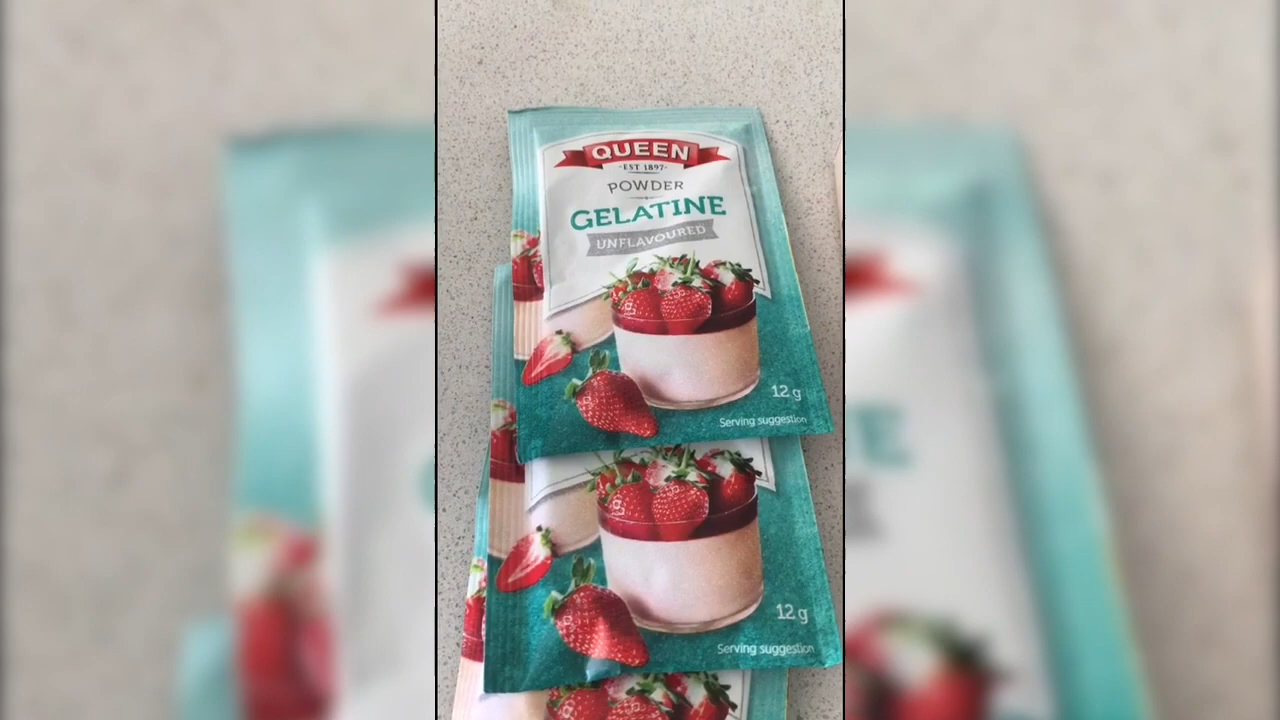 QUEEN
·EST 1897·
POWDER
GELATINE
UNFLAVOURED
12 g
Serving suggestion
12 g
Serving suggestion